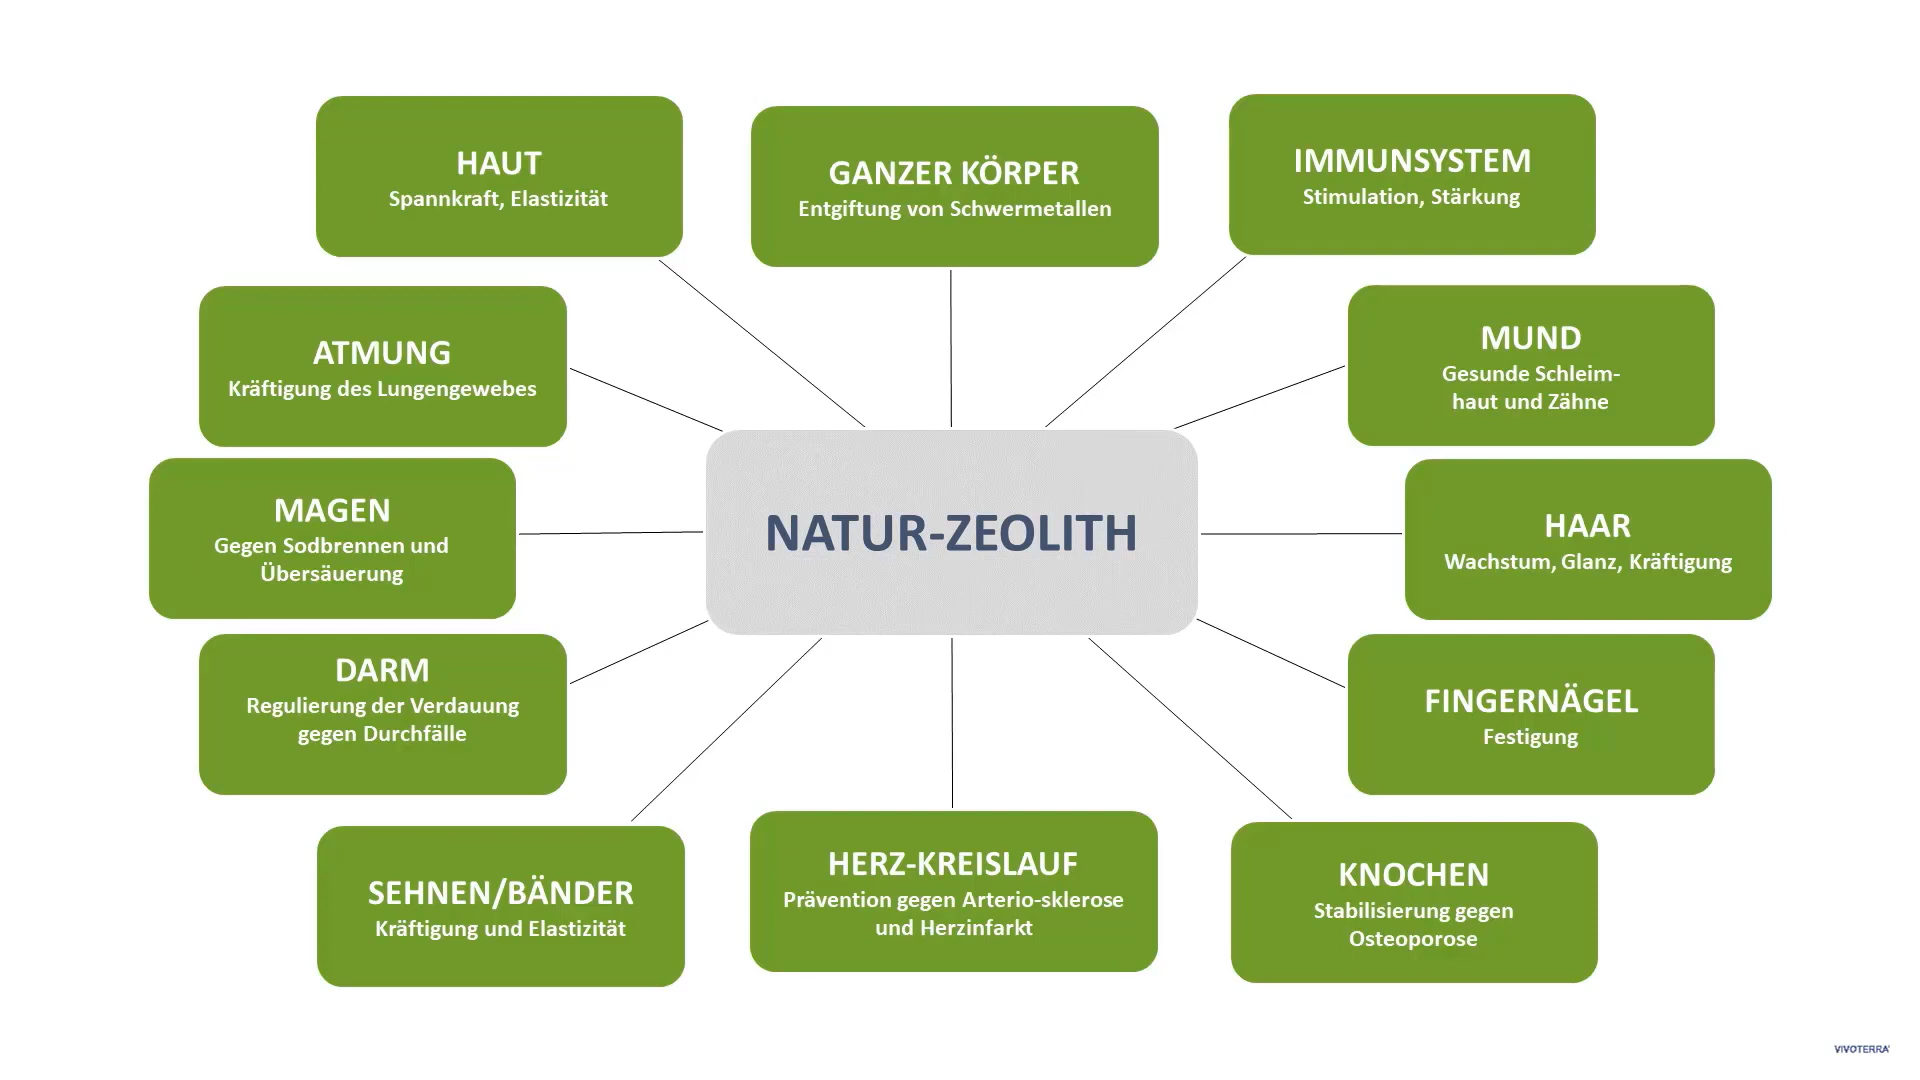 HAUT
Spannkraft, Elastizität
GANZER KÖRPER
Entgiftung von Schwermetallen
IMMUNSYSTEM
Stimulation, Stärkung
ATMUNG
Kräftigung des Lungengewebes
MUND
Gesunde Schleim-
haut und Zähne
MAGEN
Gegen Sodbrennen und
Übersäuerung
NATUR-ZEOLITH
HAAR
Wachstum, Glanz, Kräftigung
DARM
Regulierung der Verdauung
gegen Durchfälle
FINGERNÄGEL
Festigung
SEHNEN/BÄNDER
Kräftigung und Elastizität
HERZ-KREISLAUF
Prävention gegen Arterio-sklerose
und Herzinfarkt
KNOCHEN
Stabilisierung gegen
Osteoporose
VIVOTERRA